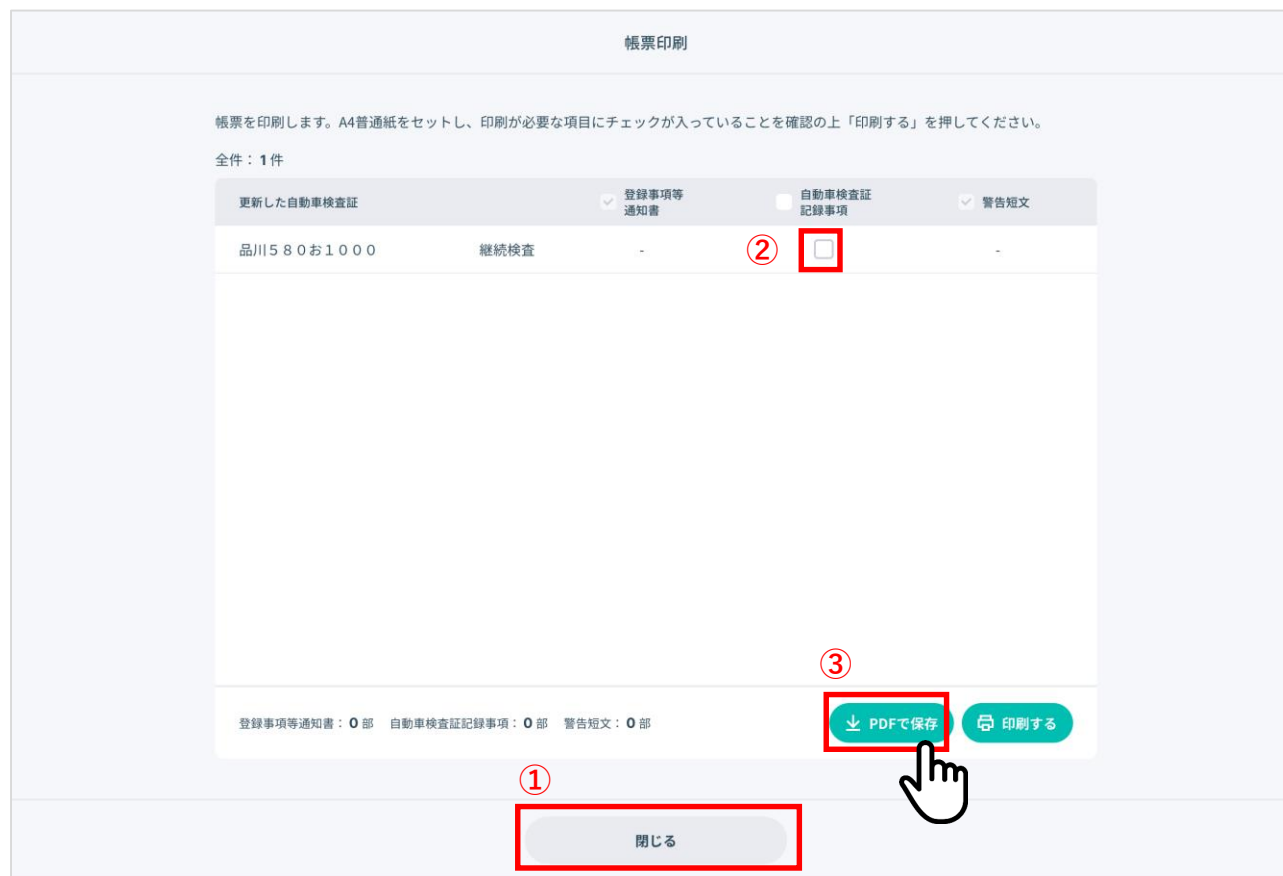 帳票印刷
帳票を印刷します。A4普通紙をセットし、印刷が必要な項目にチェックが入っていることを確認の上「印刷する」を押してください。
全件：1件
更新した自動車検査証 登録事項等通知書 自動車検査証記録事項 警告短文
品川５８０お１０００ 継続検査 - ② -
③
登録事項等通知書：0 部 自動車検査証記録事項：0 部 警告短文：0 部 PDFで保存 印刷する
①
閉じる